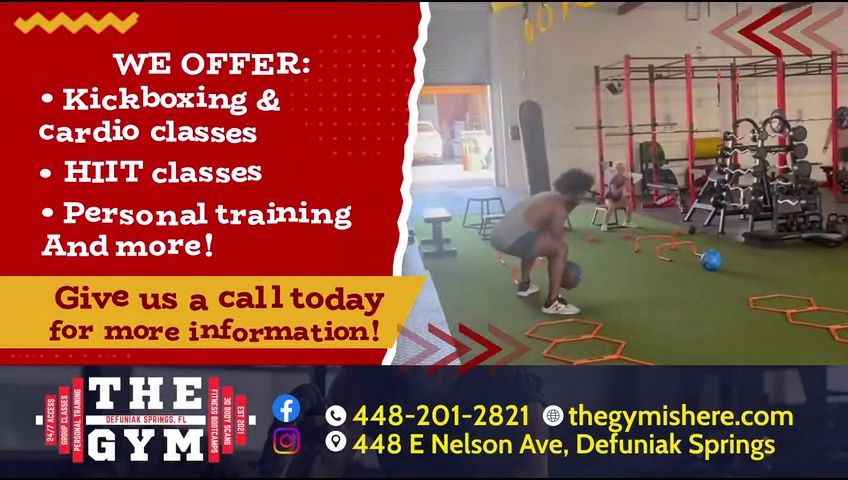 WE OFFER:
• Kickboxing &
cardio classes
• HIIT classes
• Personal training
And more!
Give us a call today
for more information!
24/7 ACCESS
GROUP CLASSES
PERSONAL TRAINING
THE
DEFUNIAK SPRINGS, FL
GYM
FITNESS BOOTCAMPS
3D BODY SCANS
EST 2021
448-201-2821
thegymishere.com
448 E Nelson Ave, Defuniak Springs